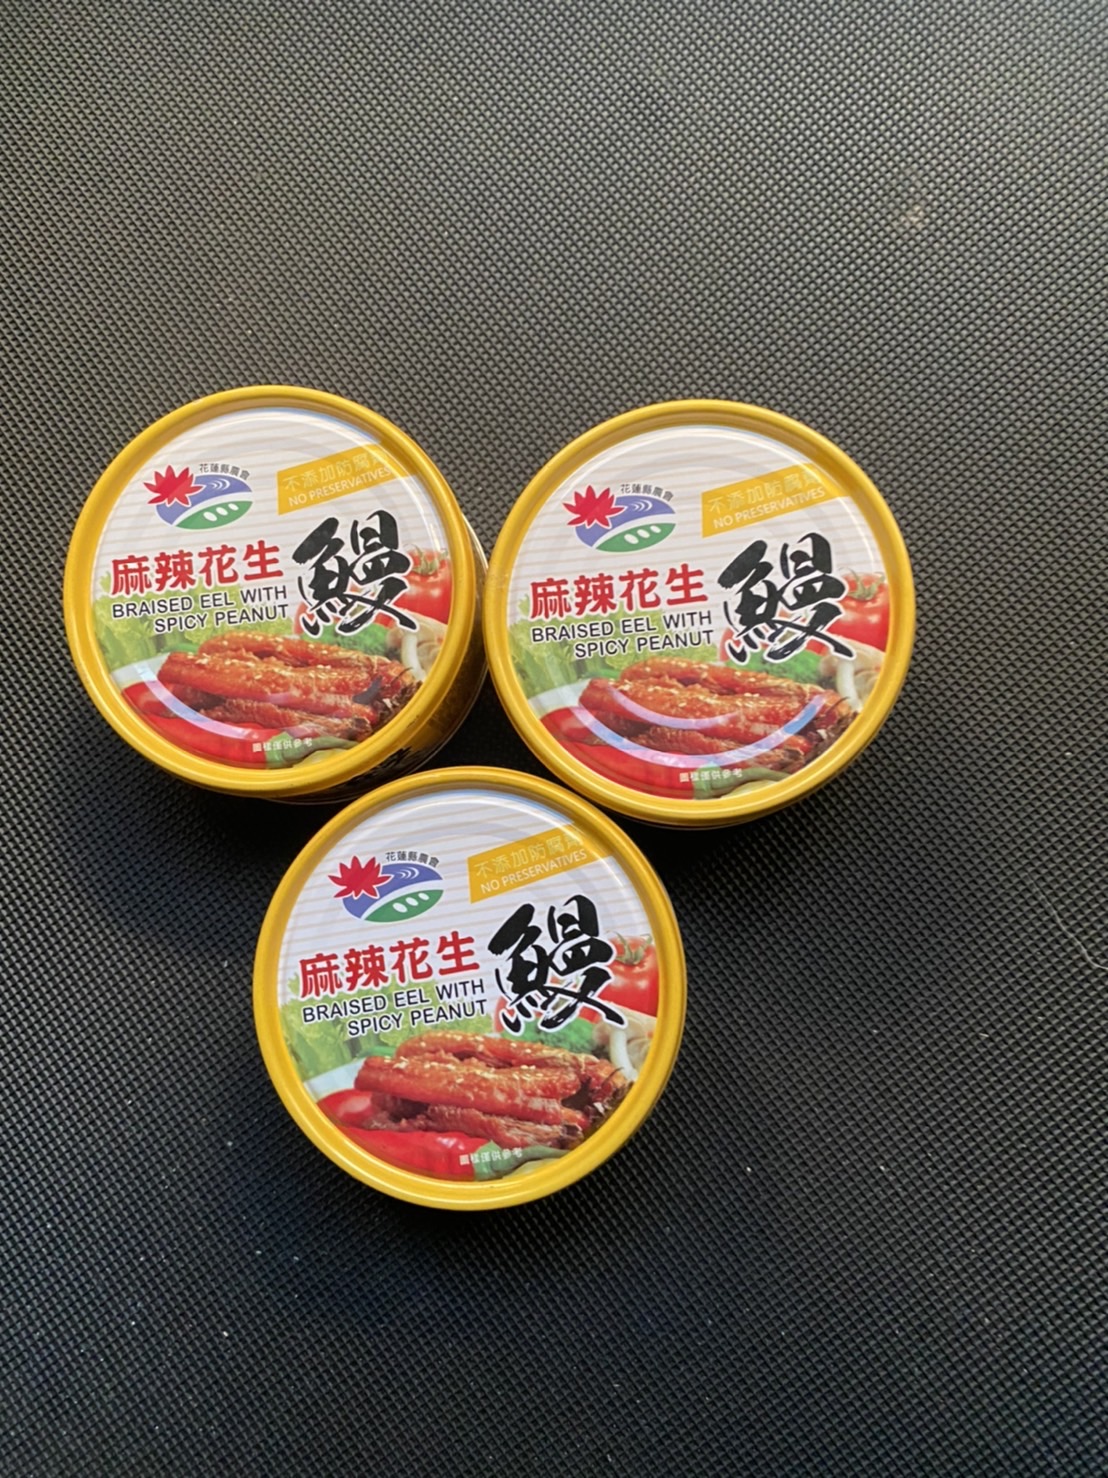 花蓮縣農會
不添加防腐劑
NO PRESERVATIVES
麻辣花生
鰻
BRAISED EEL WITH
SPICY PEANUT
圖樣僅供參考
花蓮縣農會
不添加防腐劑
NO PRESERVATIVES
麻辣花生
鰻
BRAISED EEL WITH
SPICY PEANUT
圖樣僅供參考
花蓮縣農會
不添加防腐劑
NO PRESERVATIVES
麻辣花生
鰻
BRAISED EEL WITH
SPICY PEANUT
圖樣僅供參考